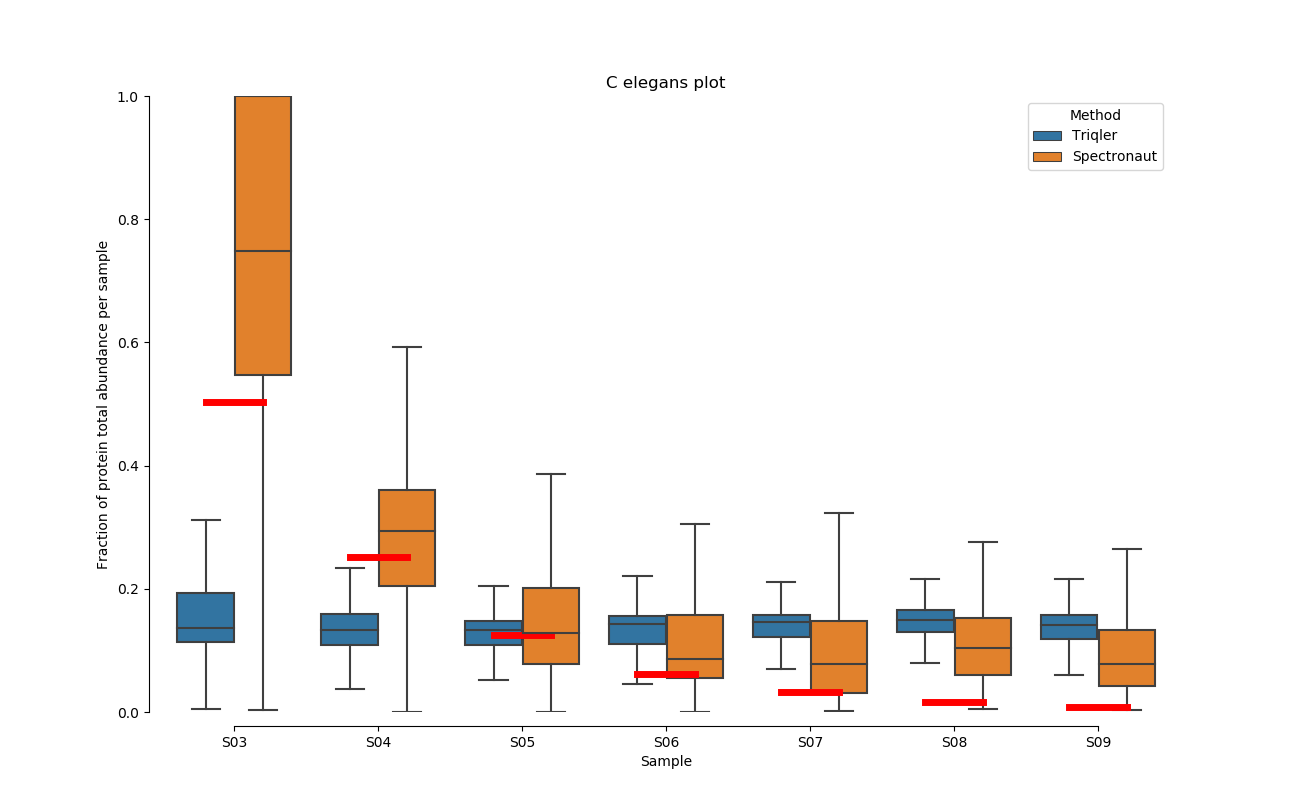 C elegans plot
Method
Triqler
Spectronaut
Fraction of protein total abundance per sample
1.0
0.8
0.6
0.4
0.2
0.0
S03 S04 S05 S06 S07 S08 S09
Sample